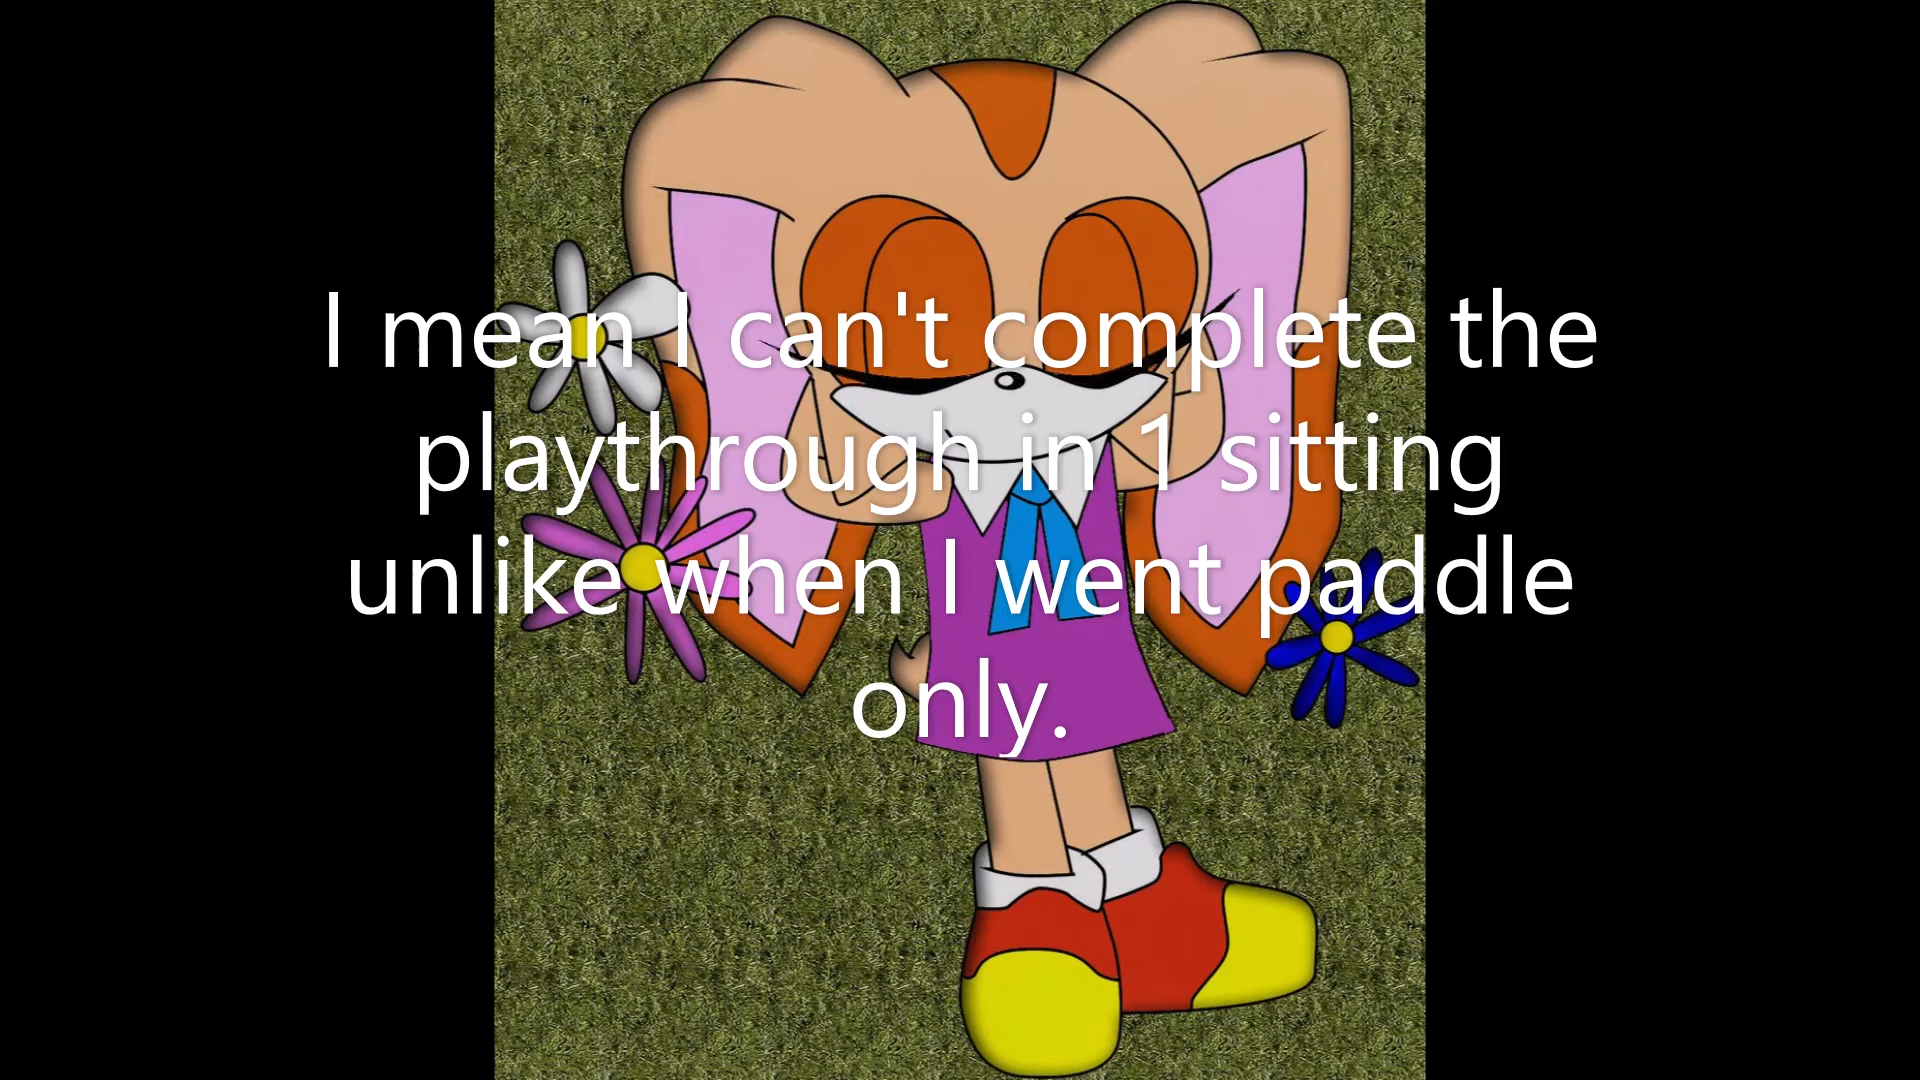 I mean I can't complete the
playthrough in 1 sitting
unlike when I went paddle
only.